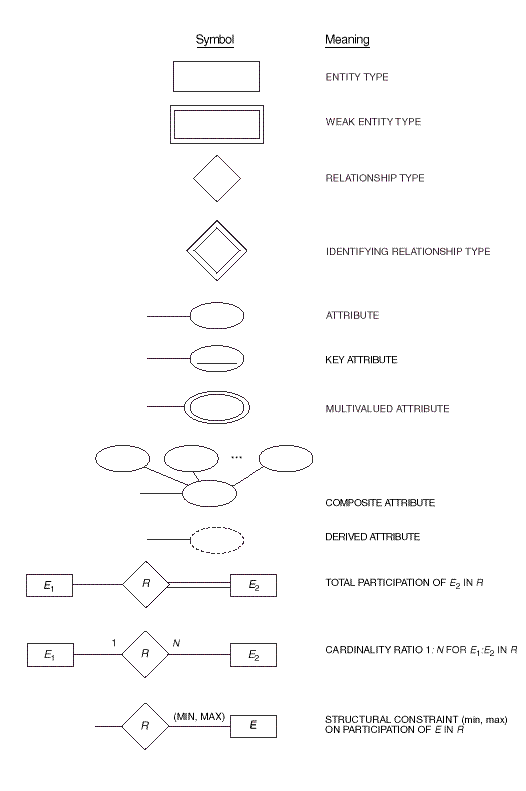 Symbol Meaning
ENTITY TYPE
WEAK ENTITY TYPE
RELATIONSHIP TYPE
IDENTIFYING RELATIONSHIP TYPE
ATTRIBUTE
KEY ATTRIBUTE
MULTIVALUED ATTRIBUTE
...
COMPOSITE ATTRIBUTE
DERIVED ATTRIBUTE
E1 R E2 TOTAL PARTICIPATION OF E2 IN R
E1 1 R N E2 CARDINALITY RATIO 1:N FOR E1:E2 IN R
R (MIN, MAX) E STRUCTURAL CONSTRAINT (min, max)
ON PARTICIPATION OF E IN R